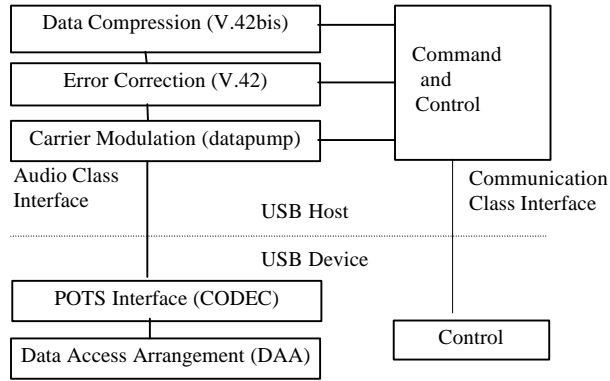 Data Compression (V.42bis)
Error Correction (V.42)
Carrier Modulation (datapump)
Command
and
Control
Audio Class
Interface
Communication
Class Interface
USB Host
USB Device
POTS Interface (CODEC)
Data Access Arrangement (DAA)
Control